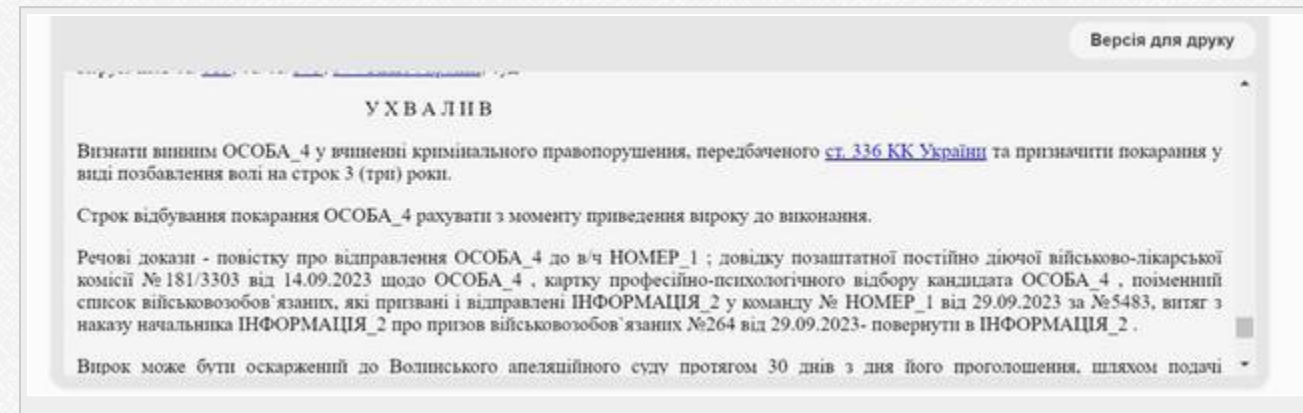 Версія для друку
У Х В А Л И В
Визнати винним ОСОБА_4 у вчиненні кримінального правопорушення, передбаченого ст. 336 КК України та призначити покарання у
виді позбавлення волі на строк 3 (три) роки.
Строк відбування покарання ОСОБА_4 рахувати з моменту приведення вироку до виконання.
Речові докази - повістку про відправлення ОСОБА_4 до в/ч НОМЕР_1 ; довідку позаштатної постійно діючої військово-лікарської
комісії №181/3303 від 14.09.2023 щодо ОСОБА_4 , картку професійно-психологічного відбору кандидата ОСОБА_4 , поіменний
список військовозобов`язаних, які призвані і відправлені ІНФОРМАЦІЯ_2 у команду № НОМЕР_1 від 29.09.2023 за №5483, витяг з
наказу начальника ІНФОРМАЦІЯ_2 про призов військовозобов`язаних №264 від 29.09.2023- повернути в ІНФОРМАЦІЯ_2 .
Вирок може бути оскаржений до Волинського апеляційного суду протягом 30 днів з дня його проголошення, шляхом подачі